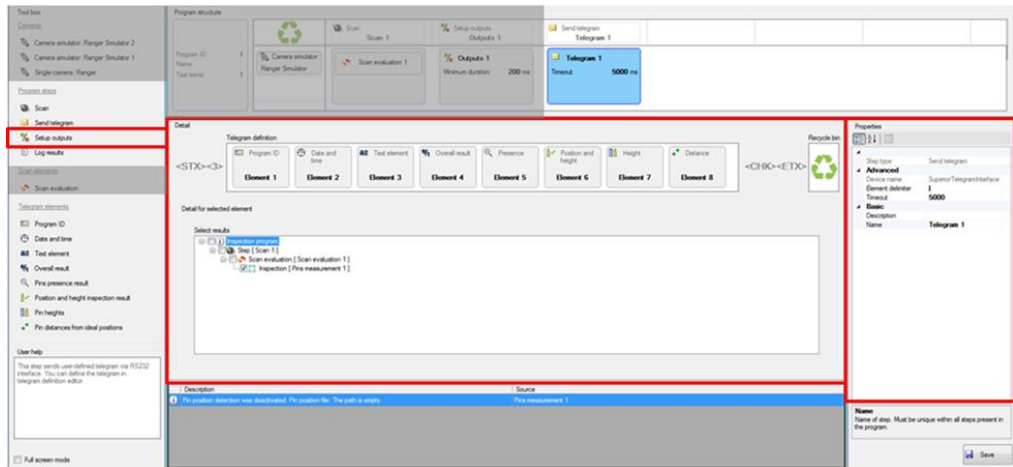 Tool box
Cameras
Camera simulator: Ranger Simulator 2
Camera simulator: Ranger Simulator 1
Single-camera: Ranger
Program steps
Scan
Send telegram
Setup outputs
Log results
Scan elements
Scan evaluation
Telegram elements
Program ID
Date and time
Text element
Overall result
Pins presence result
Position and height inspection result
Pin heights
Pin distances from ideal positions
User help
This step sends user-defined telegram via RS232
interface. You can define the telegram in
telegram definition editor.
Full screen mode
Program structure
Program ID 1
Name
Test items 1
Camera simulator
Ranger Simulator
Scan
Scan 1
Scan evaluation 1
Setup outputs
Outputs 1
Outputs 1
Minimum duration 200 ms
Send telegram
Telegram 1
Telegram 1
Timeout 5000 ms
Detail
Telegram definition
Recycle bin
<STX><3>
Program ID
Element 1
Date and
time
Element 2
Text element
Element 3
Overall result
Element 4
Presence
Element 5
Position and
height
Element 6
Height
Element 7
Distance
Element 8
<CHK><ETX>
Detail for selected element
Select results
Inspection program
Step [ Scan 1 ]
Scan evaluation [ Scan evaluation 1 ]
Inspection [ Pins measurement 1 ]
Description Source
Pin position detection was deactivated. Pin position file: The path is empty. Pins measurement 1
Properties
Step type Send telegram
Advanced
Device name SuperiorTelegramInterface
Element delimiter
Timeout 5000
Basic
Description
Name Telegram 1
Name
Name of step. Must be unique within all steps present in
the program.
Save